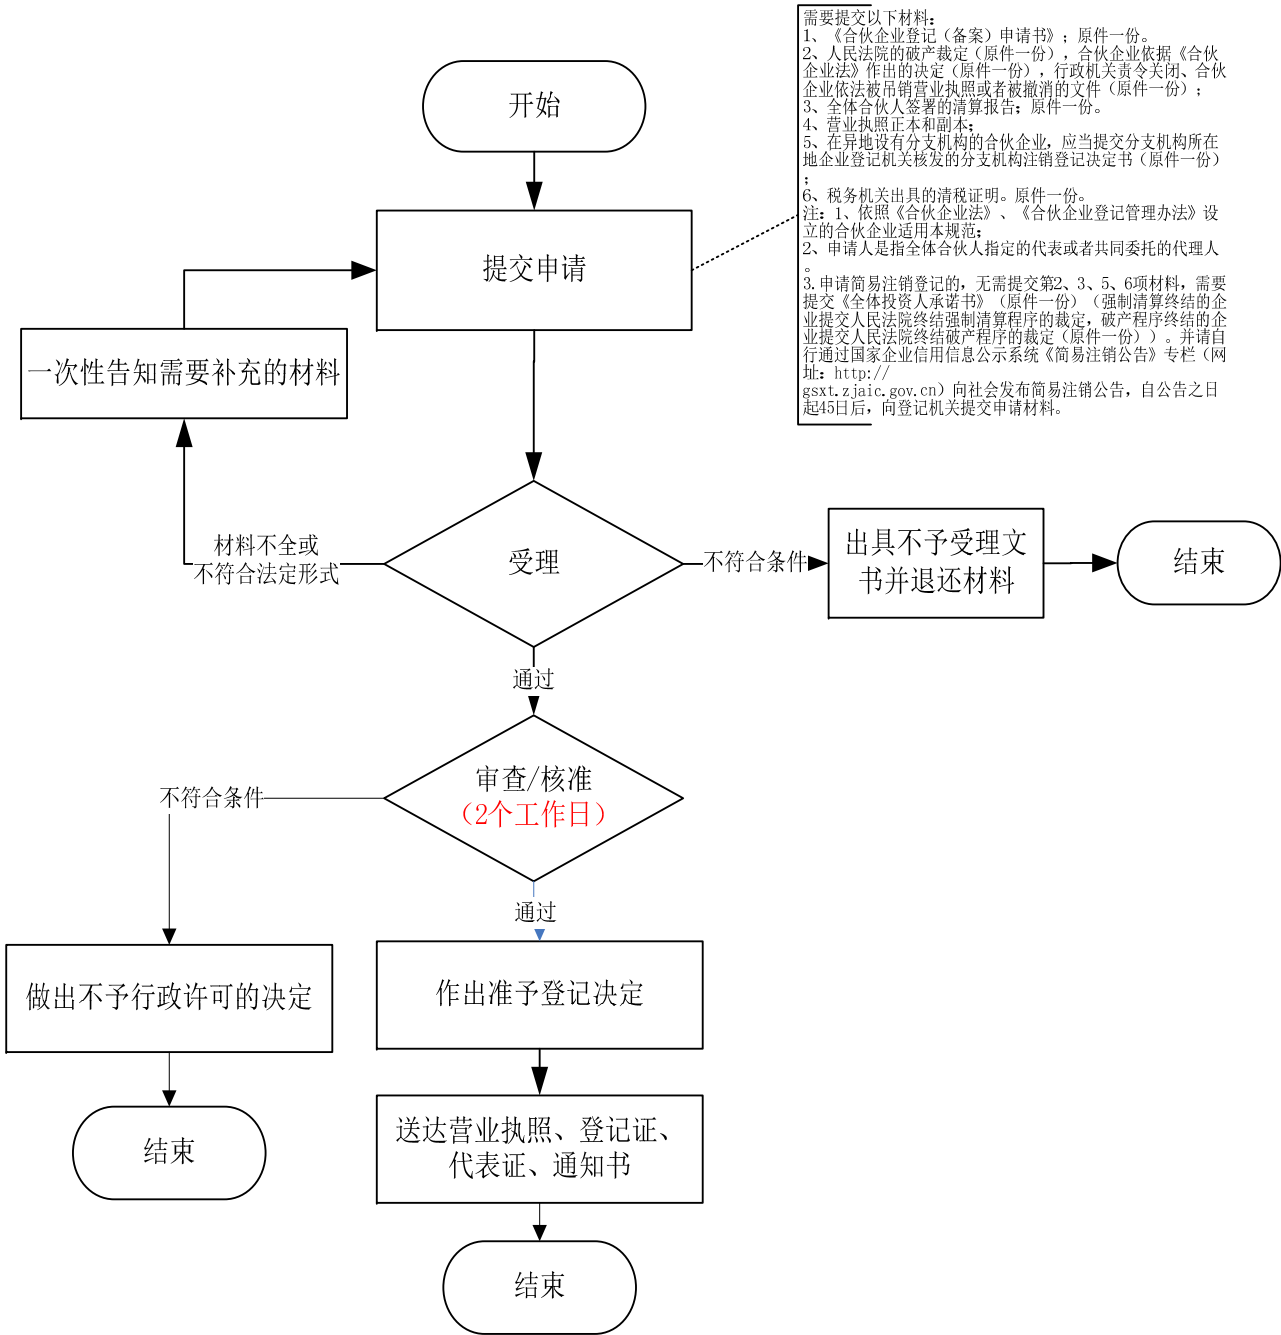 需要提交以下材料：
1、《合伙企业登记（备案）申请书》；原件一份。
2、人民法院的破产裁定（原件一份），合伙企业依据《合伙
企业法》作出的决定（原件一份），行政机关责令关闭、合伙
企业依法被吊销营业执照或者被撤消的文件（原件一份）；
3、全体合伙人签署的清算报告；原件一份。
4、营业执照正本和副本；
5、在异地设有分支机构的合伙企业，应当提交分支机构所在
地企业登记机关核发的分支机构注销登记决定书（原件一份）
；
6、税务机关出具的清税证明。原件一份。
注：1、依照《合伙企业法》、《合伙企业登记管理办法》设
立的合伙企业适用本规范；
2、申请人是指全体合伙人指定的代表或者共同委托的代理人
。
3.申请简易注销登记的，无需提交第2、3、5、6项材料，需要
提交《全体投资人承诺书》（原件一份）（强制清算终结的企
业提交人民法院终结强制清算程序的裁定，破产程序终结的企
业提交人民法院终结破产程序的裁定（原件一份））。并请自
行通过国家企业信用信息公示系统《简易注销公告》专栏（网
址：http://
gsxt.zjaic.gov.cn）向社会发布简易注销公告，自公告之日
起45日后，向登记机关提交申请材料。
开始
提交申请
一次性告知需要补充的材料
材料不全或
不符合法定形式
受理
不符合条件
出具不予受理文
书并退还材料
结束
通过
审查/核准
（2个工作日）
不符合条件
通过
做出不予行政许可的决定
作出准予登记决定
结束
送达营业执照、登记证、
代表证、通知书
结束